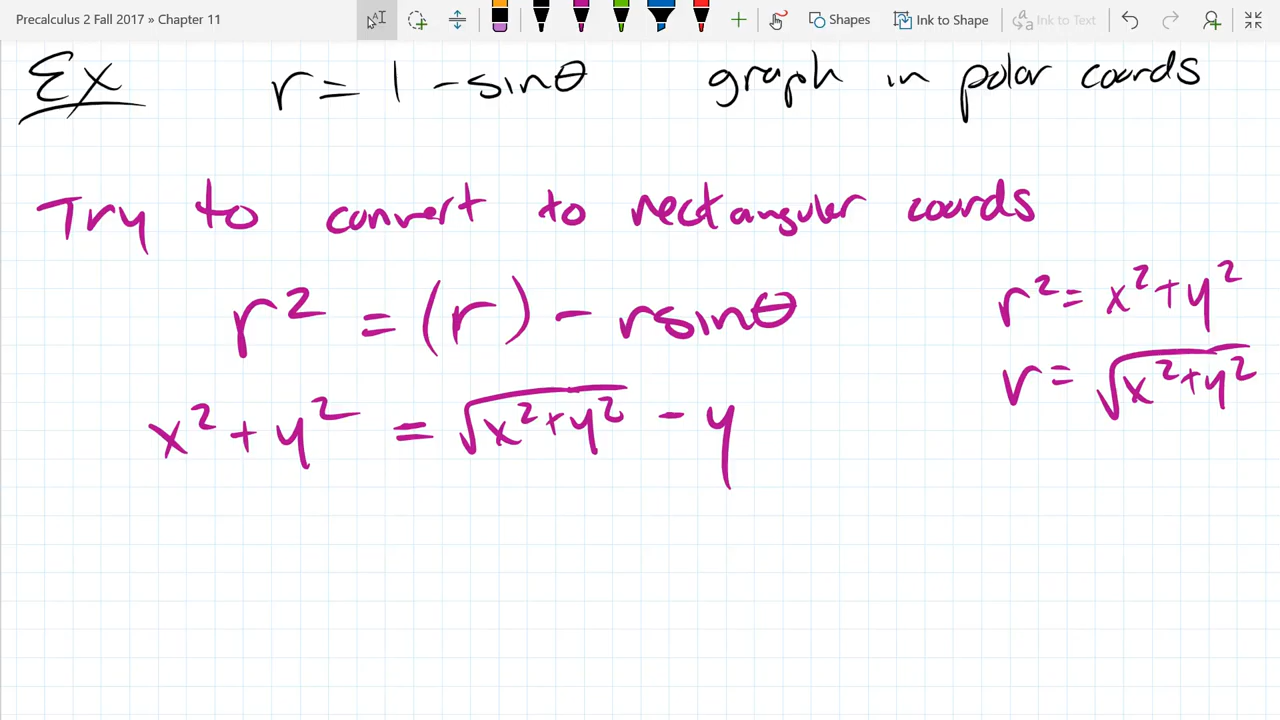 Precalculus 2 Fall 2017 » Chapter 11
Shapes Ink to Shape Ink to Text
Ex r = 1 - sinθ graph in polar coords
Try to convert to rectangular coords
r² = (r) - rsinθ
r² = x² + y²
x² + y² = √(x² + y²) - y
r = √(x² + y²)